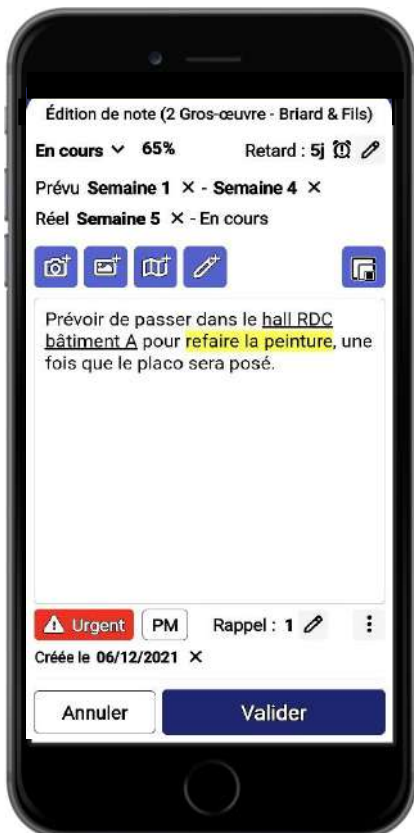 Édition de note (2 Gros-œuvre - Briard & Fils)
En cours 65% Retard : 5j
Prévu Semaine 1 × - Semaine 4 ×
Réel Semaine 5 × - En cours
Prévoir de passer dans le hall RDC
bâtiment A pour refaire la peinture, une
fois que le placo sera posé.
Urgent PM Rappel : 1
Créée le 06/12/2021 ×
Annuler Valider